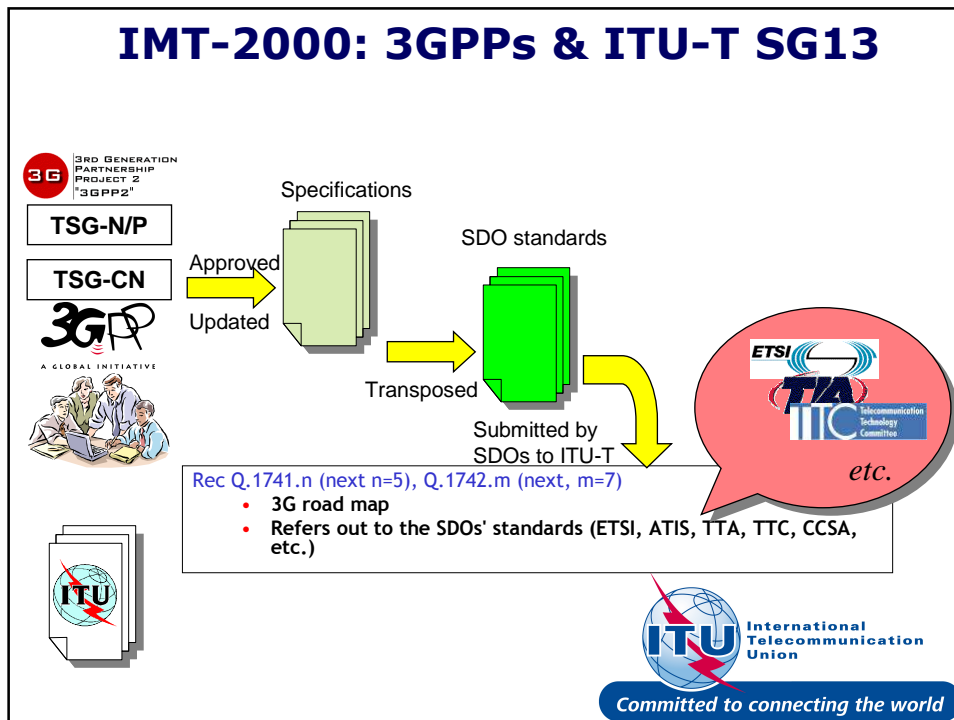 IMT-2000: 3GPPs & ITU-T SG13
3G
3RD GENERATION
PARTNERSHIP
PROJECT 2
"3GPP2"
TSG-N/P
TSG-CN
3GPP
A GLOBAL INITIATIVE
Approved
Updated
Specifications
Transposed
SDO standards
Submitted by
SDOs to ITU-T
ETSI
TIA
TTC Telecommunication
Technology
Committee
etc.
Rec Q.1741.n (next n=5), Q.1742.m (next, m=7)
• 3G road map
• Refers out to the SDOs' standards (ETSI, ATIS, TTA, TTC, CCSA,
etc.)
ITU
ITU
International
Telecommunication
Union
Committed to connecting the world